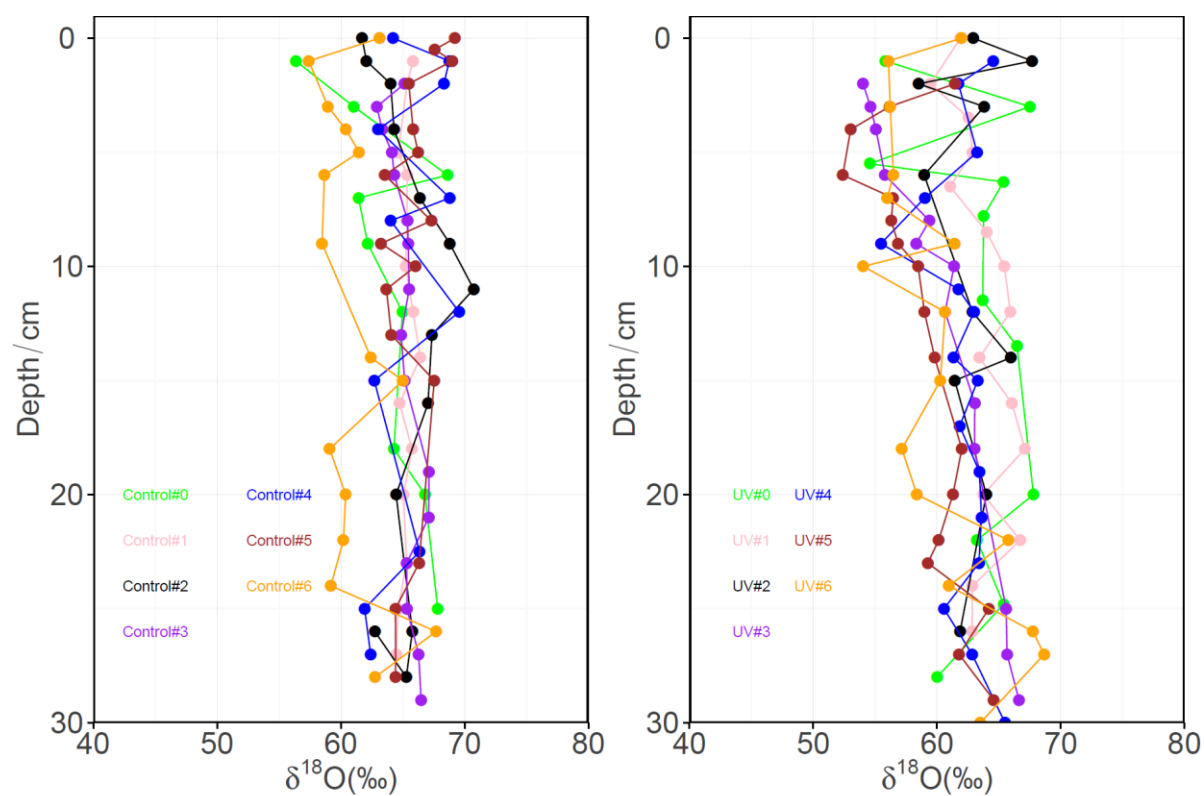 0
10
20
30
Depth/cm
Control#0 Control#4
Control#1 Control#5
Control#2 Control#6
Control#3
40 50 60 70 80
δ¹⁸O(‰)
0
10
20
30
Depth/cm
UV#0 UV#4
UV#1 UV#5
UV#2 UV#6
UV#3
40 50 60 70 80
δ¹⁸O(‰)